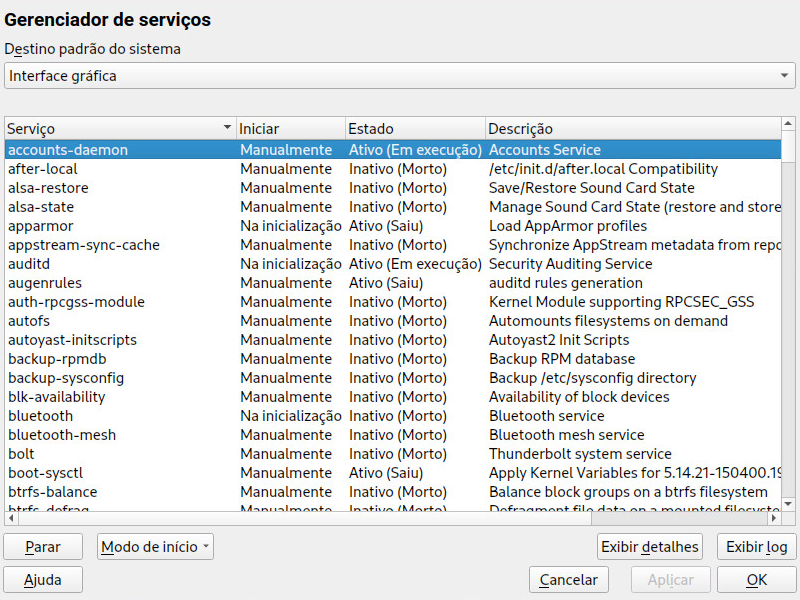 Gerenciador de serviços
Destino padrão do sistema
Interface gráfica
Serviço Iniciar Estado Descrição
accounts-daemon Manualmente Ativo (Em execução) Accounts Service
after-local Manualmente Inativo (Morto) /etc/init.d/after.local Compatibility
alsa-restore Manualmente Inativo (Morto) Save/Restore Sound Card State
alsa-state Manualmente Inativo (Morto) Manage Sound Card State (restore and store
apparmor Na inicialização Ativo (Saiu) Load AppArmor profiles
appstream-sync-cache Manualmente Inativo (Morto) Synchronize AppStream metadata from repo
auditd Na inicialização Ativo (Em execução) Security Auditing Service
augenrules Manualmente Ativo (Saiu) auditd rules generation
auth-rpcgss-module Manualmente Inativo (Morto) Kernel Module supporting RPCSEC_GSS
autofs Manualmente Inativo (Morto) Automounts filesystems on demand
autoyast-initscripts Manualmente Inativo (Morto) Autoyast2 Init Scripts
backup-rpmdb Manualmente Inativo (Morto) Backup RPM database
backup-sysconfig Manualmente Inativo (Morto) Backup /etc/sysconfig directory
blk-availability Manualmente Inativo (Morto) Availability of block devices
bluetooth Na inicialização Inativo (Morto) Bluetooth service
bluetooth-mesh Manualmente Inativo (Morto) Bluetooth mesh service
bolt Manualmente Inativo (Morto) Thunderbolt system service
boot-sysctl Manualmente Ativo (Saiu) Apply Kernel Variables for 5.14.21-150400.19
btrfs-balance Manualmente Inativo (Morto) Balance block groups on a btrfs filesystem
btrfs-defrag Manualmente Inativo (Morto) Defragment file data on a mounted filesyste
Parar Modo de início Exibir detalhes Exibir log
Ajuda Cancelar Aplicar OK